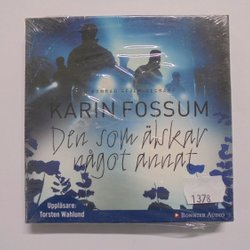 KARIN FOSSUM
Den som älskar
något annat
Uppläsare:
Torsten Wahlund
137:-
BONNIER AUDIO